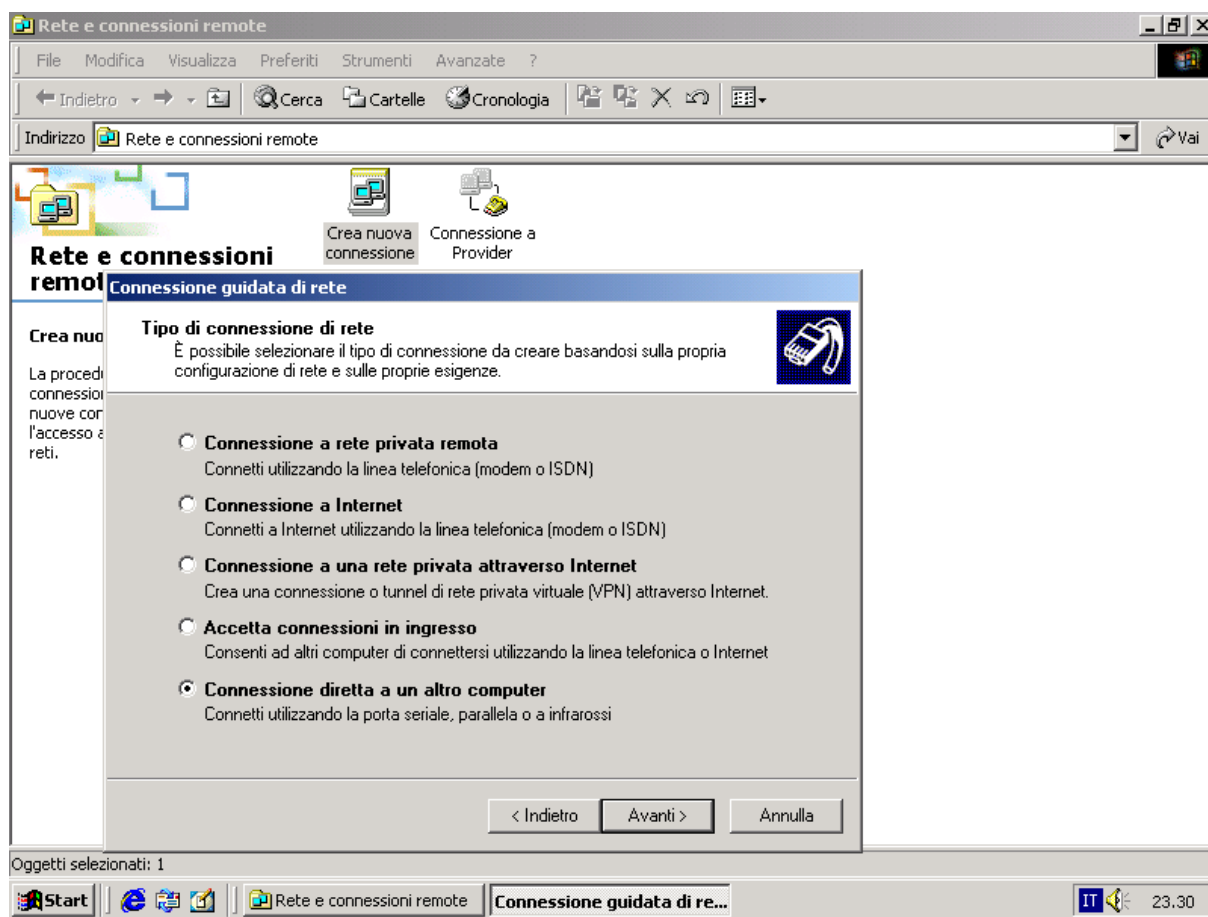 Rete e connessioni remote
File Modifica Visualizza Preferiti Strumenti Avanzate ?
Indietro Cerca Cartelle Cronologia
Indirizzo Rete e connessioni remote Vai
Crea nuova connessione
Connessione a Provider
Rete e connessioni
remot
Crea nuo
La proced
connession
nuove con
l'accesso a
reti.
Connessione guidata di rete
Tipo di connessione di rete
È possibile selezionare il tipo di connessione da creare basandosi sulla propria
configurazione di rete e sulle proprie esigenze.
Connessione a rete privata remota
Connetti utilizzando la linea telefonica (modem o ISDN)
Connessione a Internet
Connetti a Internet utilizzando la linea telefonica (modem o ISDN)
Connessione a una rete privata attraverso Internet
Crea una connessione o tunnel di rete privata virtuale (VPN) attraverso Internet.
Accetta connessioni in ingresso
Consenti ad altri computer di connettersi utilizzando la linea telefonica o Internet
Connessione diretta a un altro computer
Connetti utilizzando la porta seriale, parallela o a infrarossi
< Indietro Avanti > Annulla
Oggetti selezionati: 1
Start Rete e connessioni remote Connessione guidata di re... IT 23.30